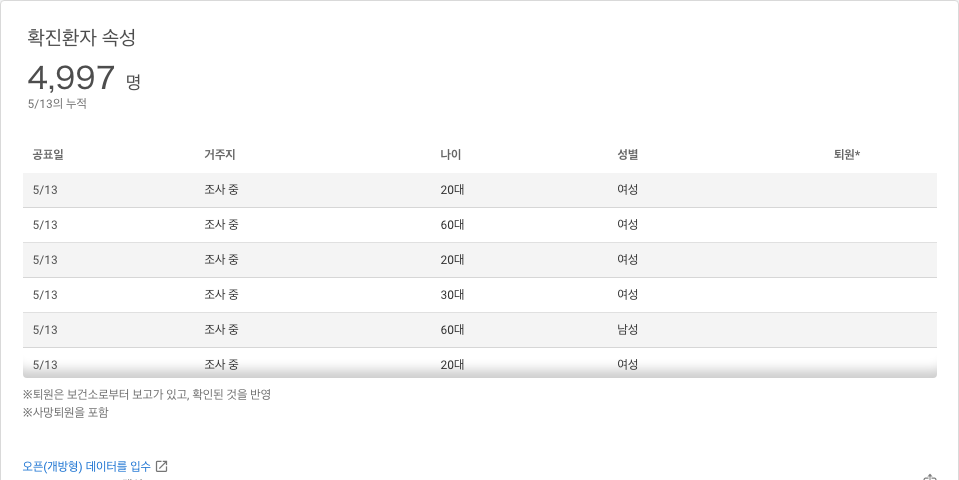 확진환자 속성
4,997 명
5/13의 누적
공표일 거주지 나이 성별 퇴원*
5/13 조사 중 20대 여성
5/13 조사 중 60대 여성
5/13 조사 중 20대 여성
5/13 조사 중 30대 여성
5/13 조사 중 60대 남성
5/13 조사 중 20대 여성
※퇴원은 보건소로부터 보고가 있고, 확인된 것을 반영
※사망퇴원을 포함
오픈(개방형) 데이터를 입수